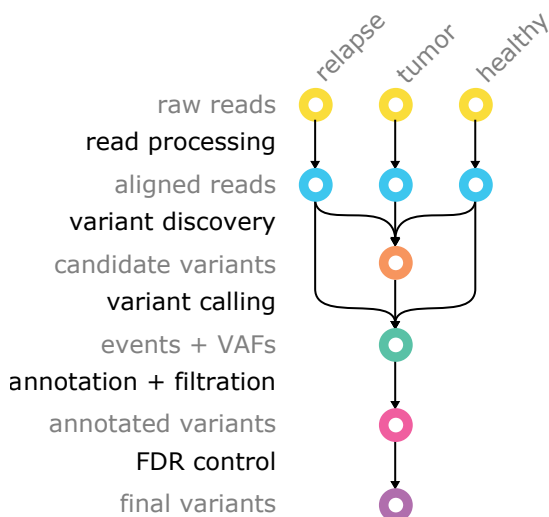 relapse
tumor
healthy
raw reads
read processing
aligned reads
variant discovery
candidate variants
variant calling
events + VAFs
annotation + filtration
annotated variants
FDR control
final variants